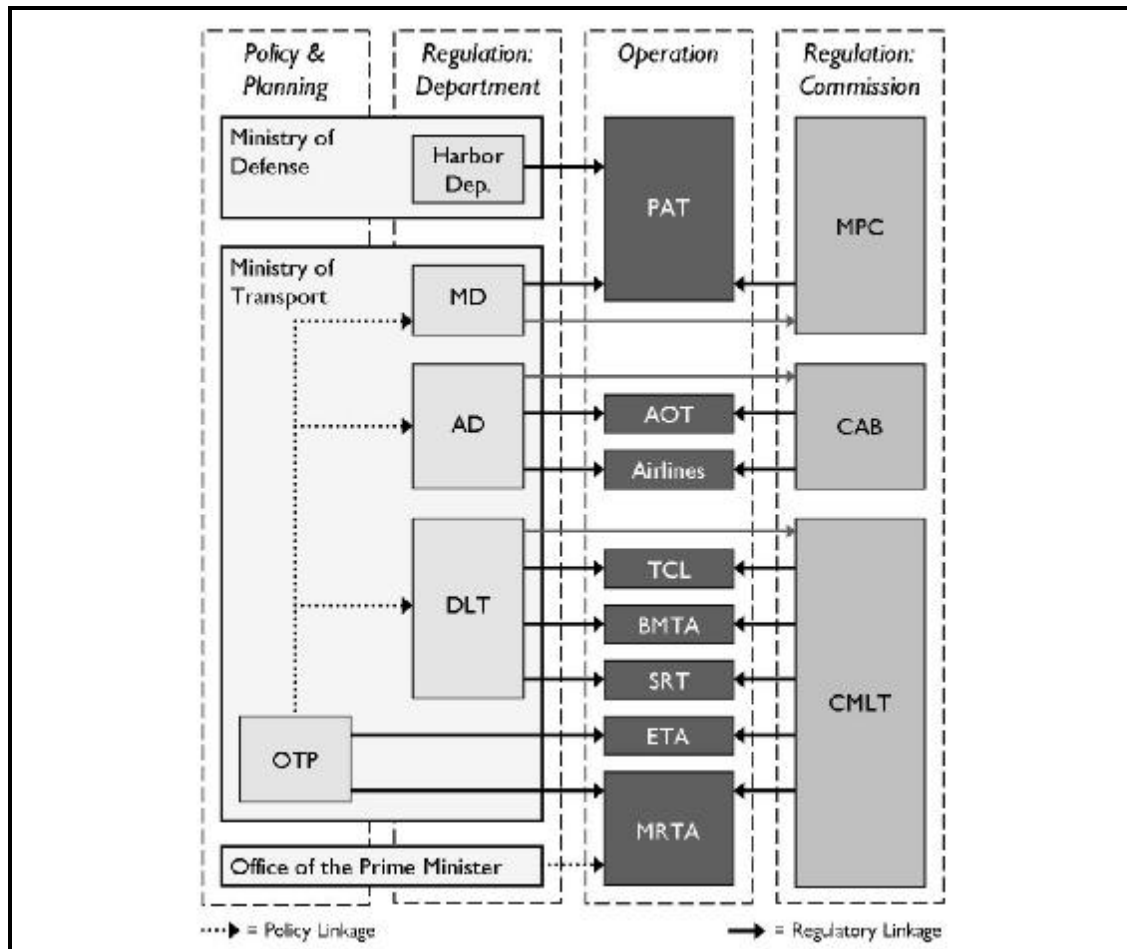 Policy &
Planning
Regulation:
Department
Operation
Regulation:
Commission
Ministry of
Defense
Harbor
Dep.
PAT
MPC
Ministry of
Transport
MD
AD
AOT
CAB
Airlines
DLT
TCL
BMTA
SRT
CMLT
OTP
ETA
MRTA
Office of the Prime Minister
= Policy Linkage
= Regulatory Linkage